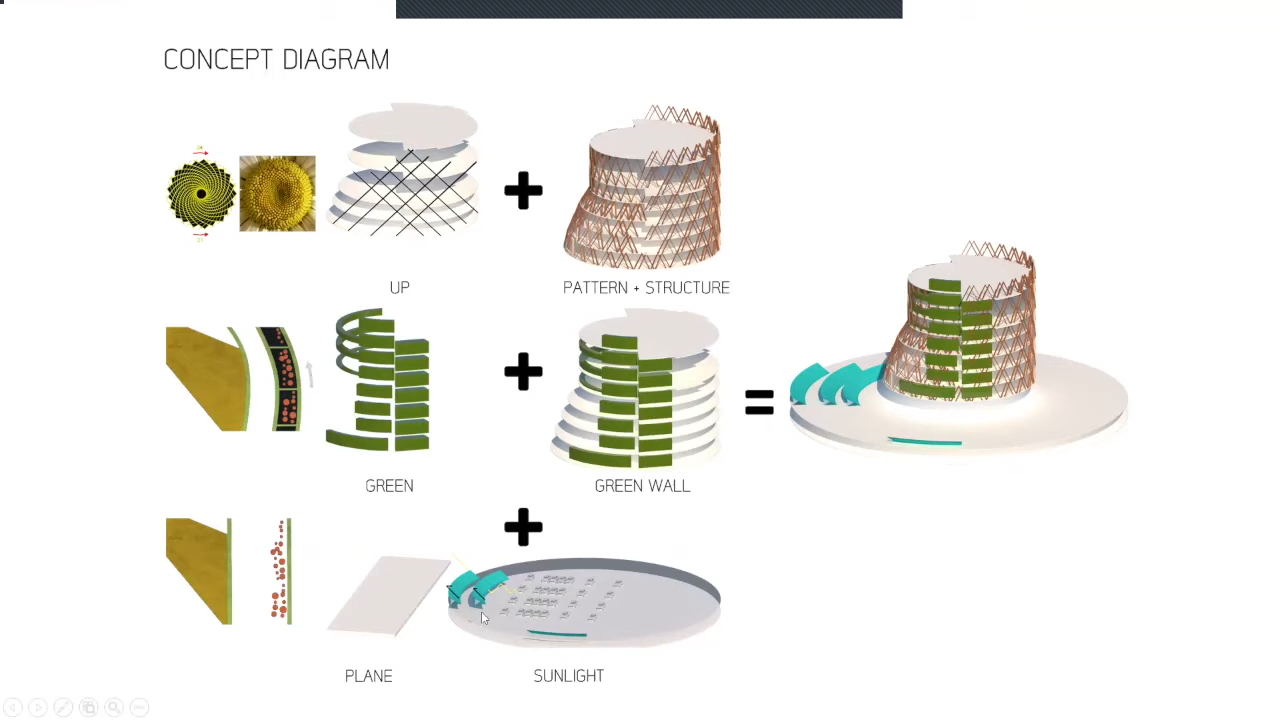 CONCEPT DIAGRAM
UP
PATTERN + STRUCTURE
GREEN
GREEN WALL
PLANE
SUNLIGHT